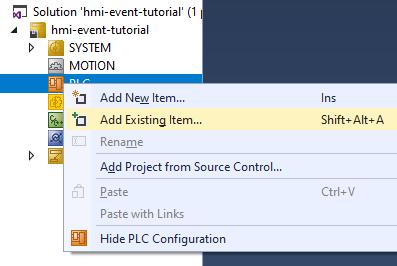 Solution 'hmi-event-tutorial' (1 p
hmi-event-tutorial
SYSTEM
MOTION
PLC
Add New Item... Ins
Add Existing Item... Shift+Alt+A
Rename
Add Project from Source Control...
Paste Ctrl+V
Paste with Links
Hide PLC Configuration